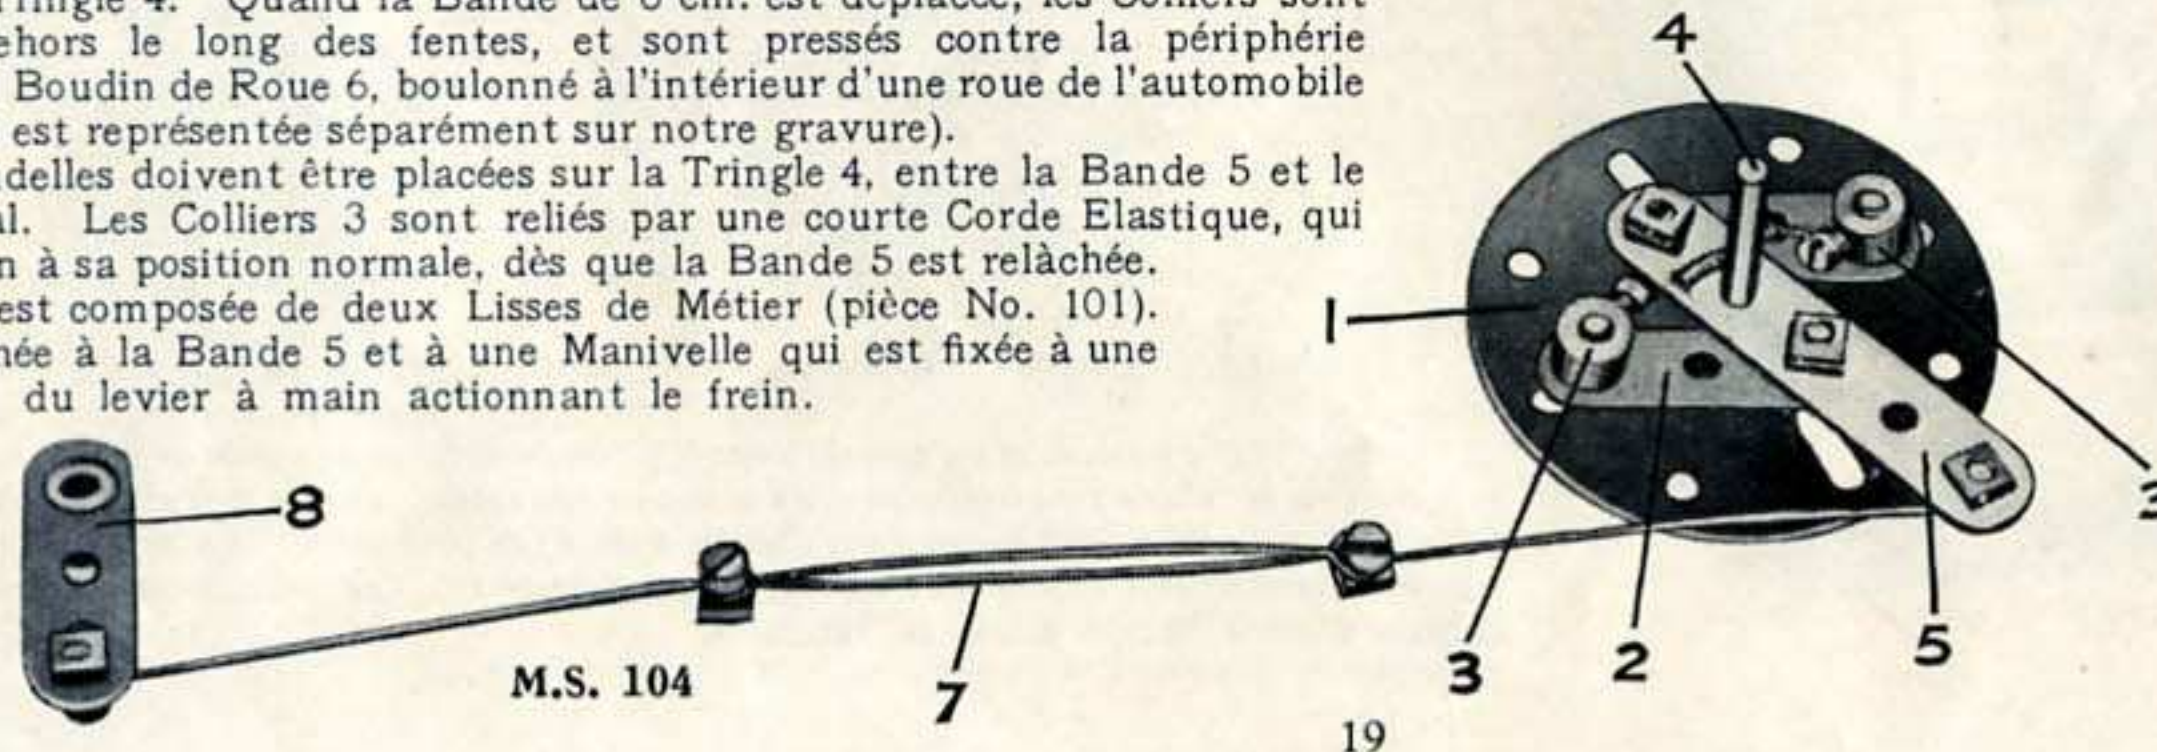 Tringle 4. Quand la Bande de 6 cm. est déplacée, les Colliers sont
ehors le long des fentes, et sont pressés contre la périphérie
Boudin de Roue 6, boulonné à l'intérieur d'une roue de l'automobile
est représentée séparément sur notre gravure).
delles doivent être placées sur la Tringle 4, entre la Bande 5 et le
al. Les Colliers 3 sont reliés par une courte Corde Elastique, qui
n à sa position normale, dès que la Bande 5 est relàchée.
est composée de deux Lisses de Métier (pièce No. 101).
hée à la Bande 5 et à une Manivelle qui est fixée à une
du levier à main actionnant le frein.
4
1
3
8
3
2
5
7
M.S. 104
19